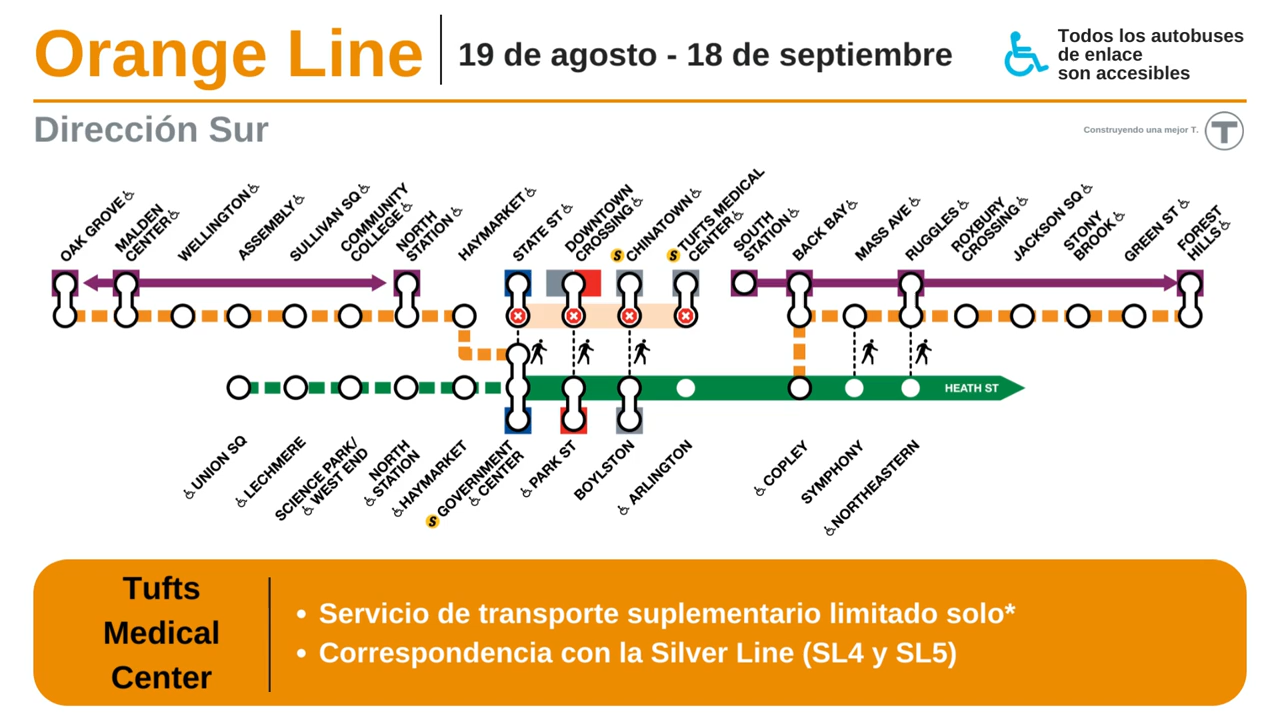 Orange Line
19 de agosto - 18 de septiembre
Todos los autobuses
de enlace
son accesibles
Dirección Sur
Construyendo una mejor T.
T
OAK GROVE
MALDEN
CENTER
WELLINGTON
ASSEMBLY
SULLIVAN SQ
COMMUNITY
COLLEGE
NORTH
STATION
HAYMARKET
STATE ST
DOWNTOWN
CROSSING
S CHINATOWN
S TUFTS MEDICAL
CENTER
SOUTH
STATION
BACK BAY
MASS AVE
RUGGLES
ROXBURY
CROSSING
JACKSON SQ
STONY
BROOK
GREEN ST
FOREST
HILLS
HEATH ST
UNION SQ
LECHMERE
SCIENCE PARK/
WEST END
NORTH
STATION
HAYMARKET
S GOVERNMENT
CENTER
PARK ST
BOYLSTON
ARLINGTON
COPLEY
SYMPHONY
NORTHEASTERN
Tufts
Medical
Center
• Servicio de transporte suplementario limitado solo*
• Correspondencia con la Silver Line (SL4 y SL5)